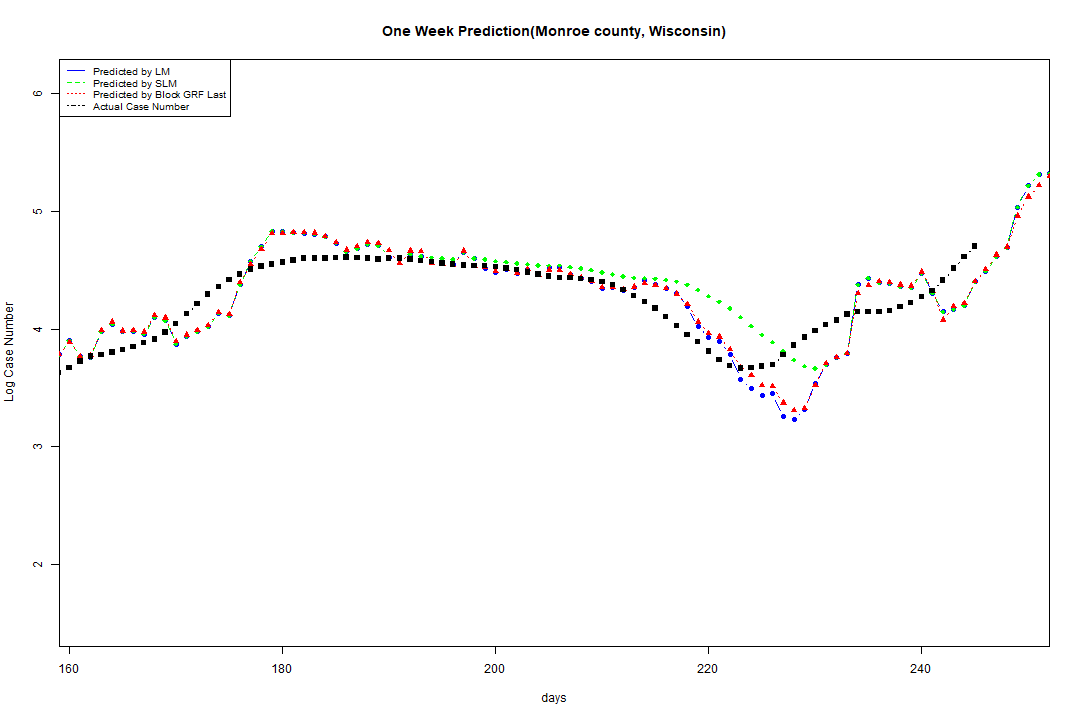 One Week Prediction(Monroe county, Wisconsin)
Predicted by LM
Predicted by SLM
Predicted by Block GRF Last
Actual Case Number
6
5
4
3
2
Log Case Number
160 180 200 220 240
days